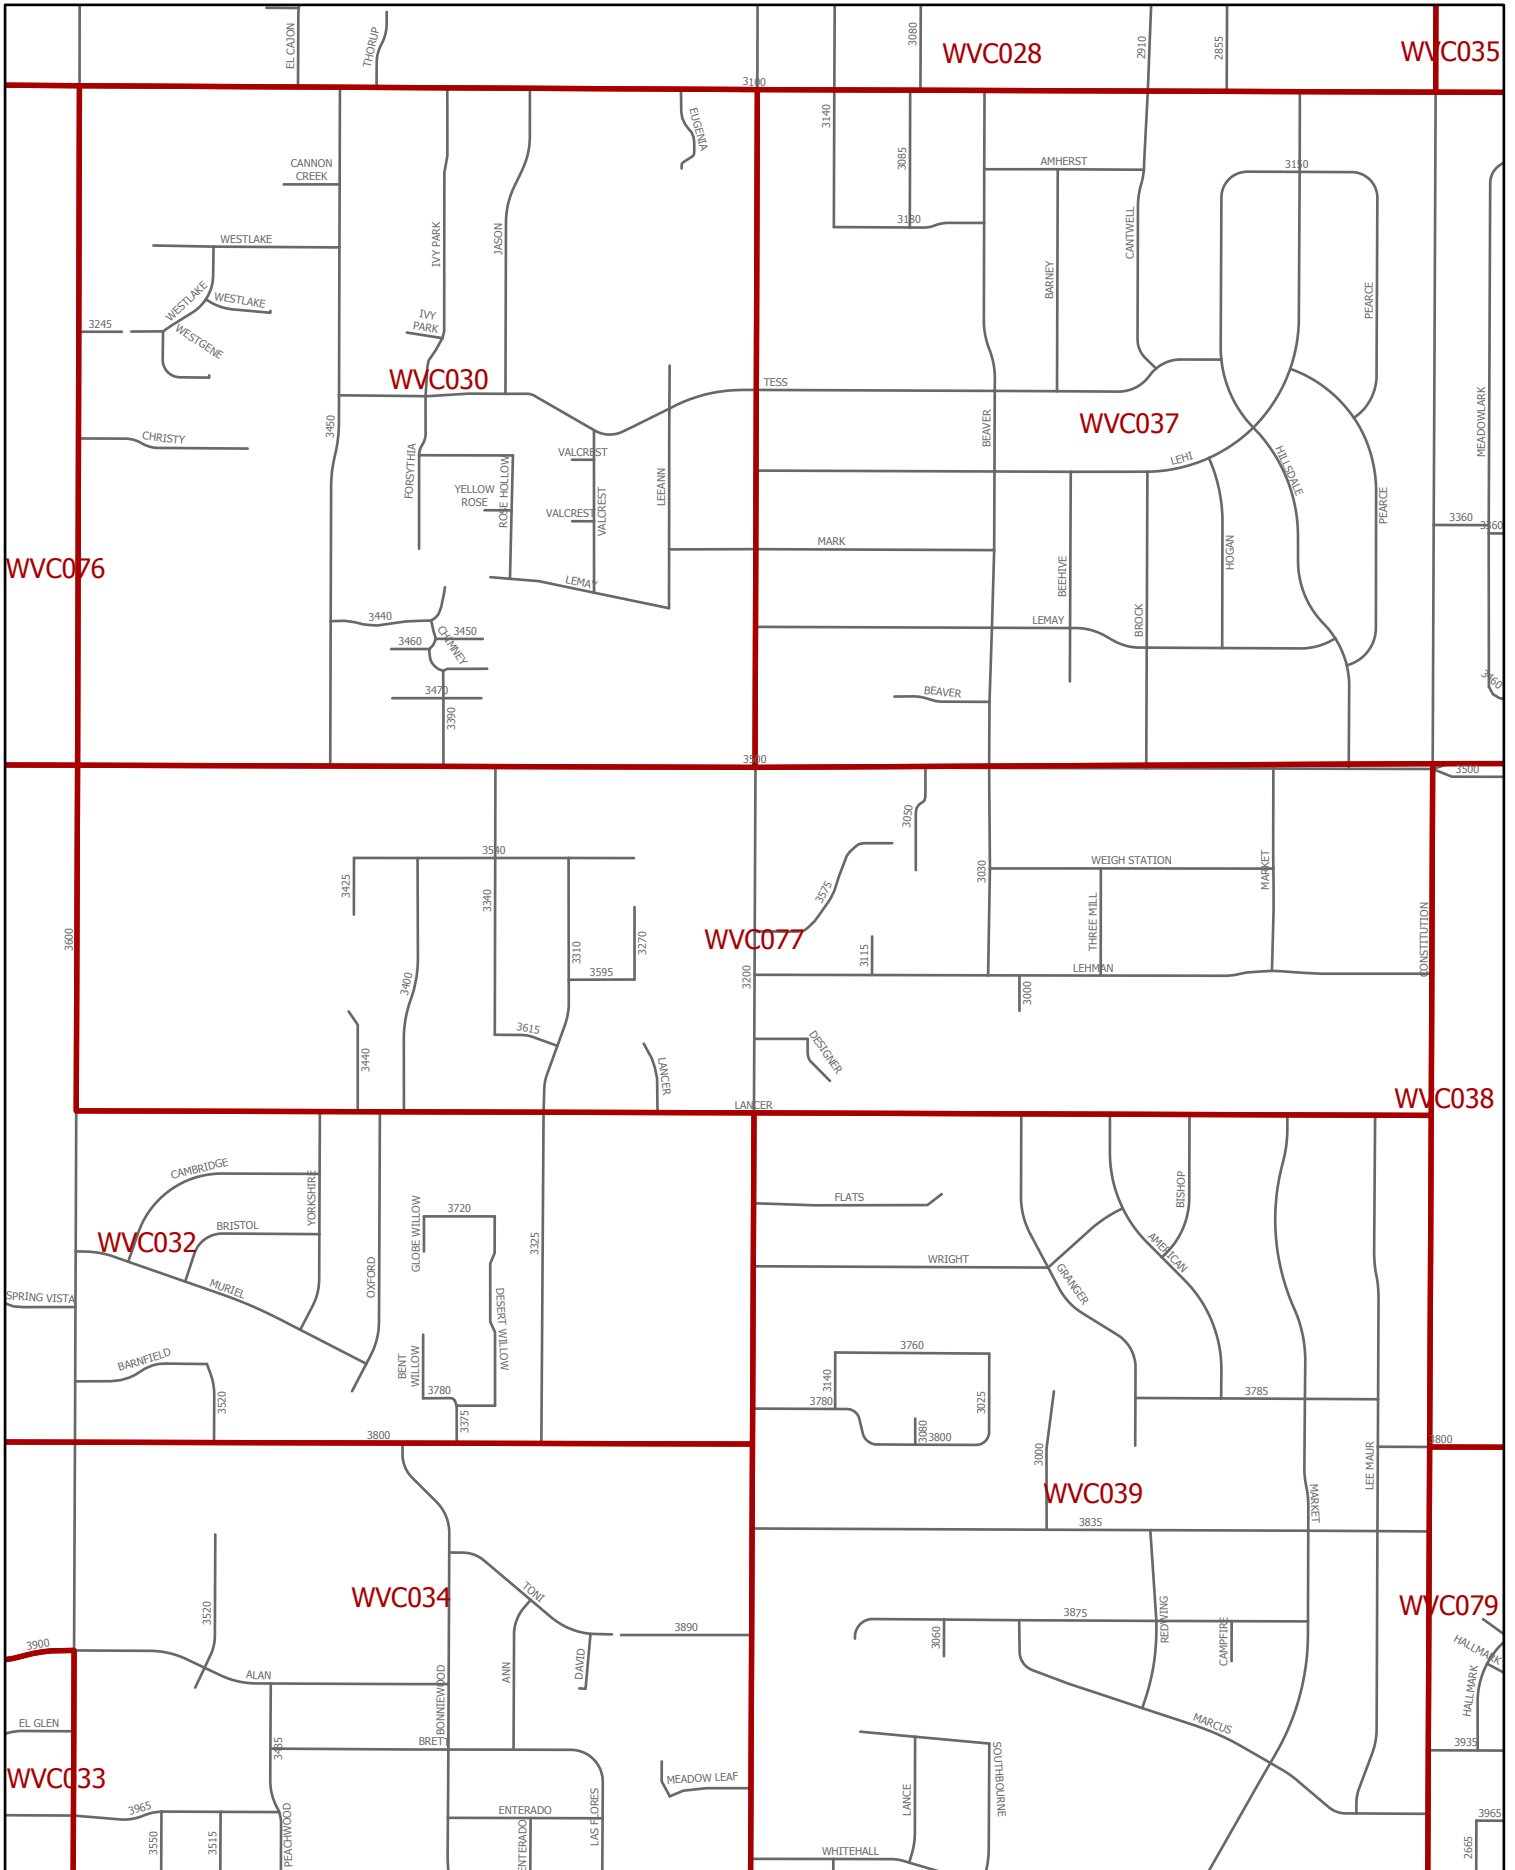 EL CAJON
THORUP
3080
WVC028
2910
2855
WVC035
3100
3140
3085
EUGENIA
CANNON
CREEK
AMHERST
3150
WESTLAKE
IVY PARK
JASON
3180
CANTWELL
BARNEY
PEARCE
WESTLAKE
WESTLAKE
3245
WESTGENE
IVY
PARK
WVC030
TESS
BEAVER
WVC037
MEADOWLARK
3450
CHRISTY
FORSYTHIA
VALCREST
LEHI
HILLSDALE
YELLOW
ROSE
ROSE HOLLOW
VALCREST
VALCREST
LEEANN
PEARCE
3360
3360
MARK
HOGAN
WVC076
LEMAY
BEEHIVE
BROCK
3440
3450
3460
CHIMNEY
LEMAY
3470
3390
BEAVER
3460
3500
3500
3050
3540
3425
3340
3575
3030
WEIGH STATION
MARKET
3600
3310
3270
WVC077
3115
THREE MILL
CONSTITUTION
3400
3595
3200
LEHMAN
3000
3615
3440
LANCER
DESIGNER
LANCER
WVC038
CAMBRIDGE
YORKSHIRE
BRISTOL
WVC032
GLOBE WILLOW
3720
3325
FLATS
BISHOP
WRIGHT
AMERICAN
GRANGER
OXFORD
MURIEL
SPRING VISTA
DESERT WILLOW
BARNFIELD
BENT
WILLOW
3520
3780
3375
3760
3140
3780
3025
3080
3800
3785
3800
3800
LEE MAUR
3000
WVC039
MARKET
3835
WVC034
TONI
3520
3890
3875
3060
REDWING
CAMPFIRE
WVC079
HALLMARK
HALLMARK
3900
ALAN
BONNIEWOOD
ANN
DAVID
MARCUS
EL GLEN
3435
BRETT
3935
WVC033
MEADOW LEAF
SOUTHBOURNE
LANCE
3965
3550
3515
PEACHWOOD
ENTERADO
ENTERADO
LAS FLORES
WHITEHALL
3965
2665